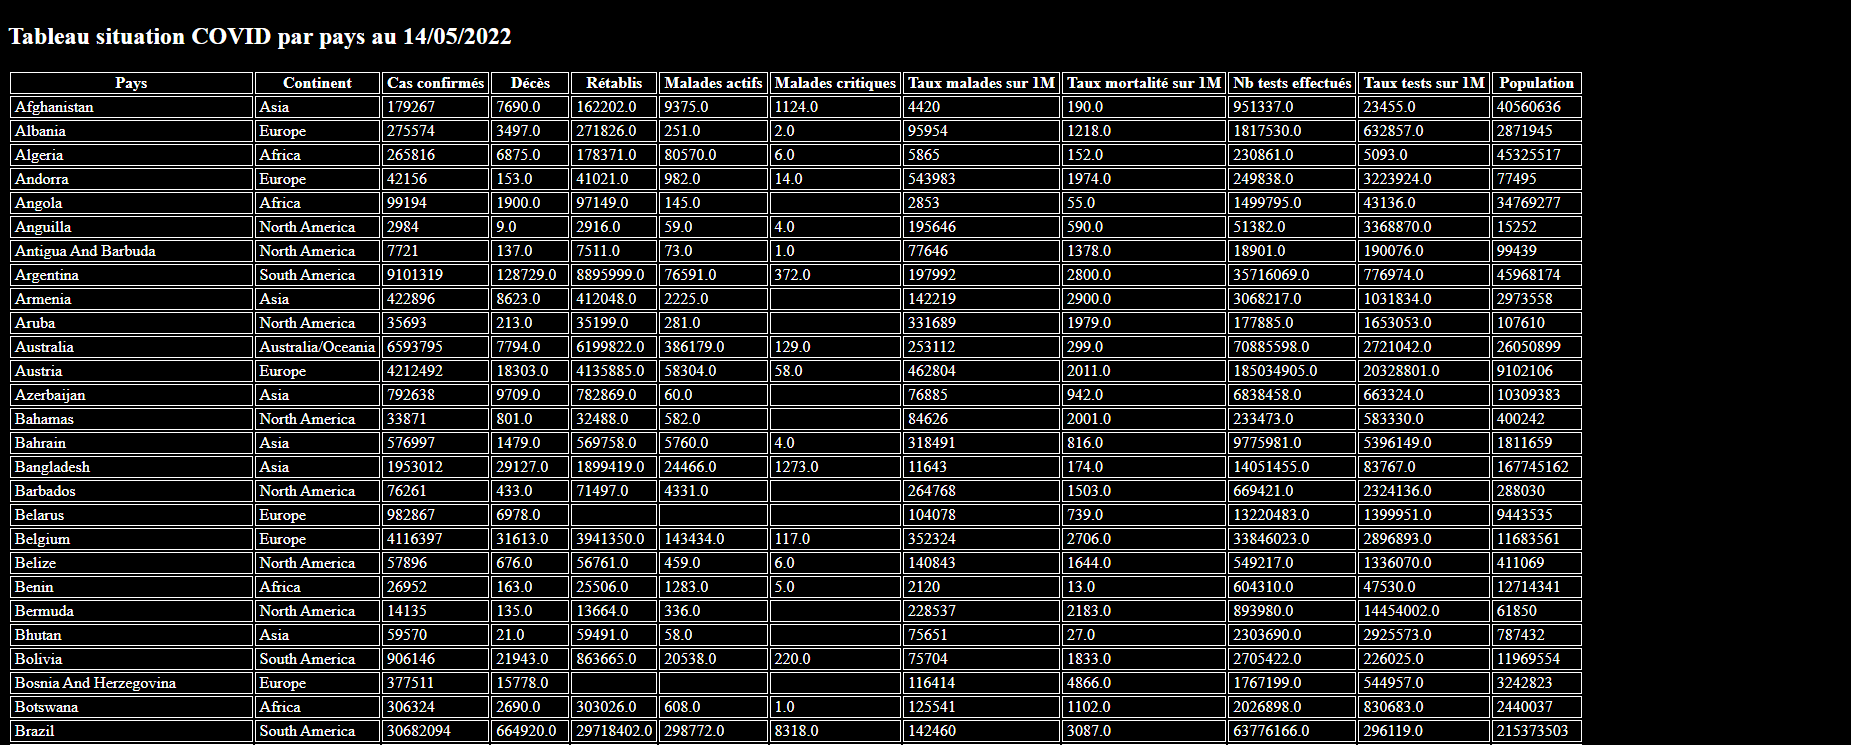 Tableau situation COVID par pays au 14/05/2022
Pays Continent Cas confirmés Décès Rétablis Malades actifs Malades critiques Taux malades sur 1M Taux mortalité sur 1M Nb tests effectués Taux tests sur 1M Population
Afghanistan Asia 179267 7690.0 162202.0 9375.0 1124.0 4420 190.0 951337.0 23455.0 40560636
Albania Europe 275574 3497.0 271826.0 251.0 2.0 95954 1218.0 1817530.0 632857.0 2871945
Algeria Africa 265816 6875.0 178371.0 80570.0 6.0 5865 152.0 230861.0 5093.0 45325517
Andorra Europe 42156 153.0 41021.0 982.0 14.0 543983 1974.0 249838.0 3223924.0 77495
Angola Africa 99194 1900.0 97149.0 145.0 2853 55.0 1499795.0 43136.0 34769277
Anguilla North America 2984 9.0 2916.0 59.0 4.0 195646 590.0 51382.0 3368870.0 15252
Antigua And Barbuda North America 7721 137.0 7511.0 73.0 1.0 77646 1378.0 18901.0 190076.0 99439
Argentina South America 9101319 128729.0 8895999.0 76591.0 372.0 197992 2800.0 35716069.0 776974.0 45968174
Armenia Asia 422896 8623.0 412048.0 2225.0 142219 2900.0 3068217.0 1031834.0 2973558
Aruba North America 35693 213.0 35199.0 281.0 331689 1979.0 177885.0 1653053.0 107610
Australia Australia/Oceania 6593795 7794.0 6199822.0 386179.0 129.0 253112 299.0 70885598.0 2721042.0 26050899
Austria Europe 4212492 18303.0 4135885.0 58304.0 58.0 462804 2011.0 185034905.0 20328801.0 9102106
Azerbaijan Asia 792638 9709.0 782869.0 60.0 76885 942.0 6838458.0 663324.0 10309383
Bahamas North America 33871 801.0 32488.0 582.0 84626 2001.0 233473.0 583330.0 400242
Bahrain Asia 576997 1479.0 569758.0 5760.0 4.0 318491 816.0 9775981.0 5396149.0 1811659
Bangladesh Asia 1953012 29127.0 1899419.0 24466.0 1273.0 11643 174.0 14051455.0 83767.0 167745162
Barbados North America 76261 433.0 71497.0 4331.0 264768 1503.0 669421.0 2324136.0 288030
Belarus Europe 982867 6978.0 104078 739.0 13220483.0 1399951.0 9443535
Belgium Europe 4116397 31613.0 3941350.0 143434.0 117.0 352324 2706.0 33846023.0 2896893.0 11683561
Belize North America 57896 676.0 56761.0 459.0 6.0 140843 1644.0 549217.0 1336070.0 411069
Benin Africa 26952 163.0 25506.0 1283.0 5.0 2120 13.0 604310.0 47530.0 12714341
Bermuda North America 14135 135.0 13664.0 336.0 228537 2183.0 893980.0 14454002.0 61850
Bhutan Asia 59570 21.0 59491.0 58.0 75651 27.0 2303690.0 2925573.0 787432
Bolivia South America 906146 21943.0 863665.0 20538.0 220.0 75704 1833.0 2705422.0 226025.0 11969554
Bosnia And Herzegovina Europe 377511 15778.0 116414 4866.0 1767199.0 544957.0 3242823
Botswana Africa 306324 2690.0 303026.0 608.0 1.0 125541 1102.0 2026898.0 830683.0 2440037
Brazil South America 30682094 664920.0 29718402.0 298772.0 8318.0 142460 3087.0 63776166.0 296119.0 215373503